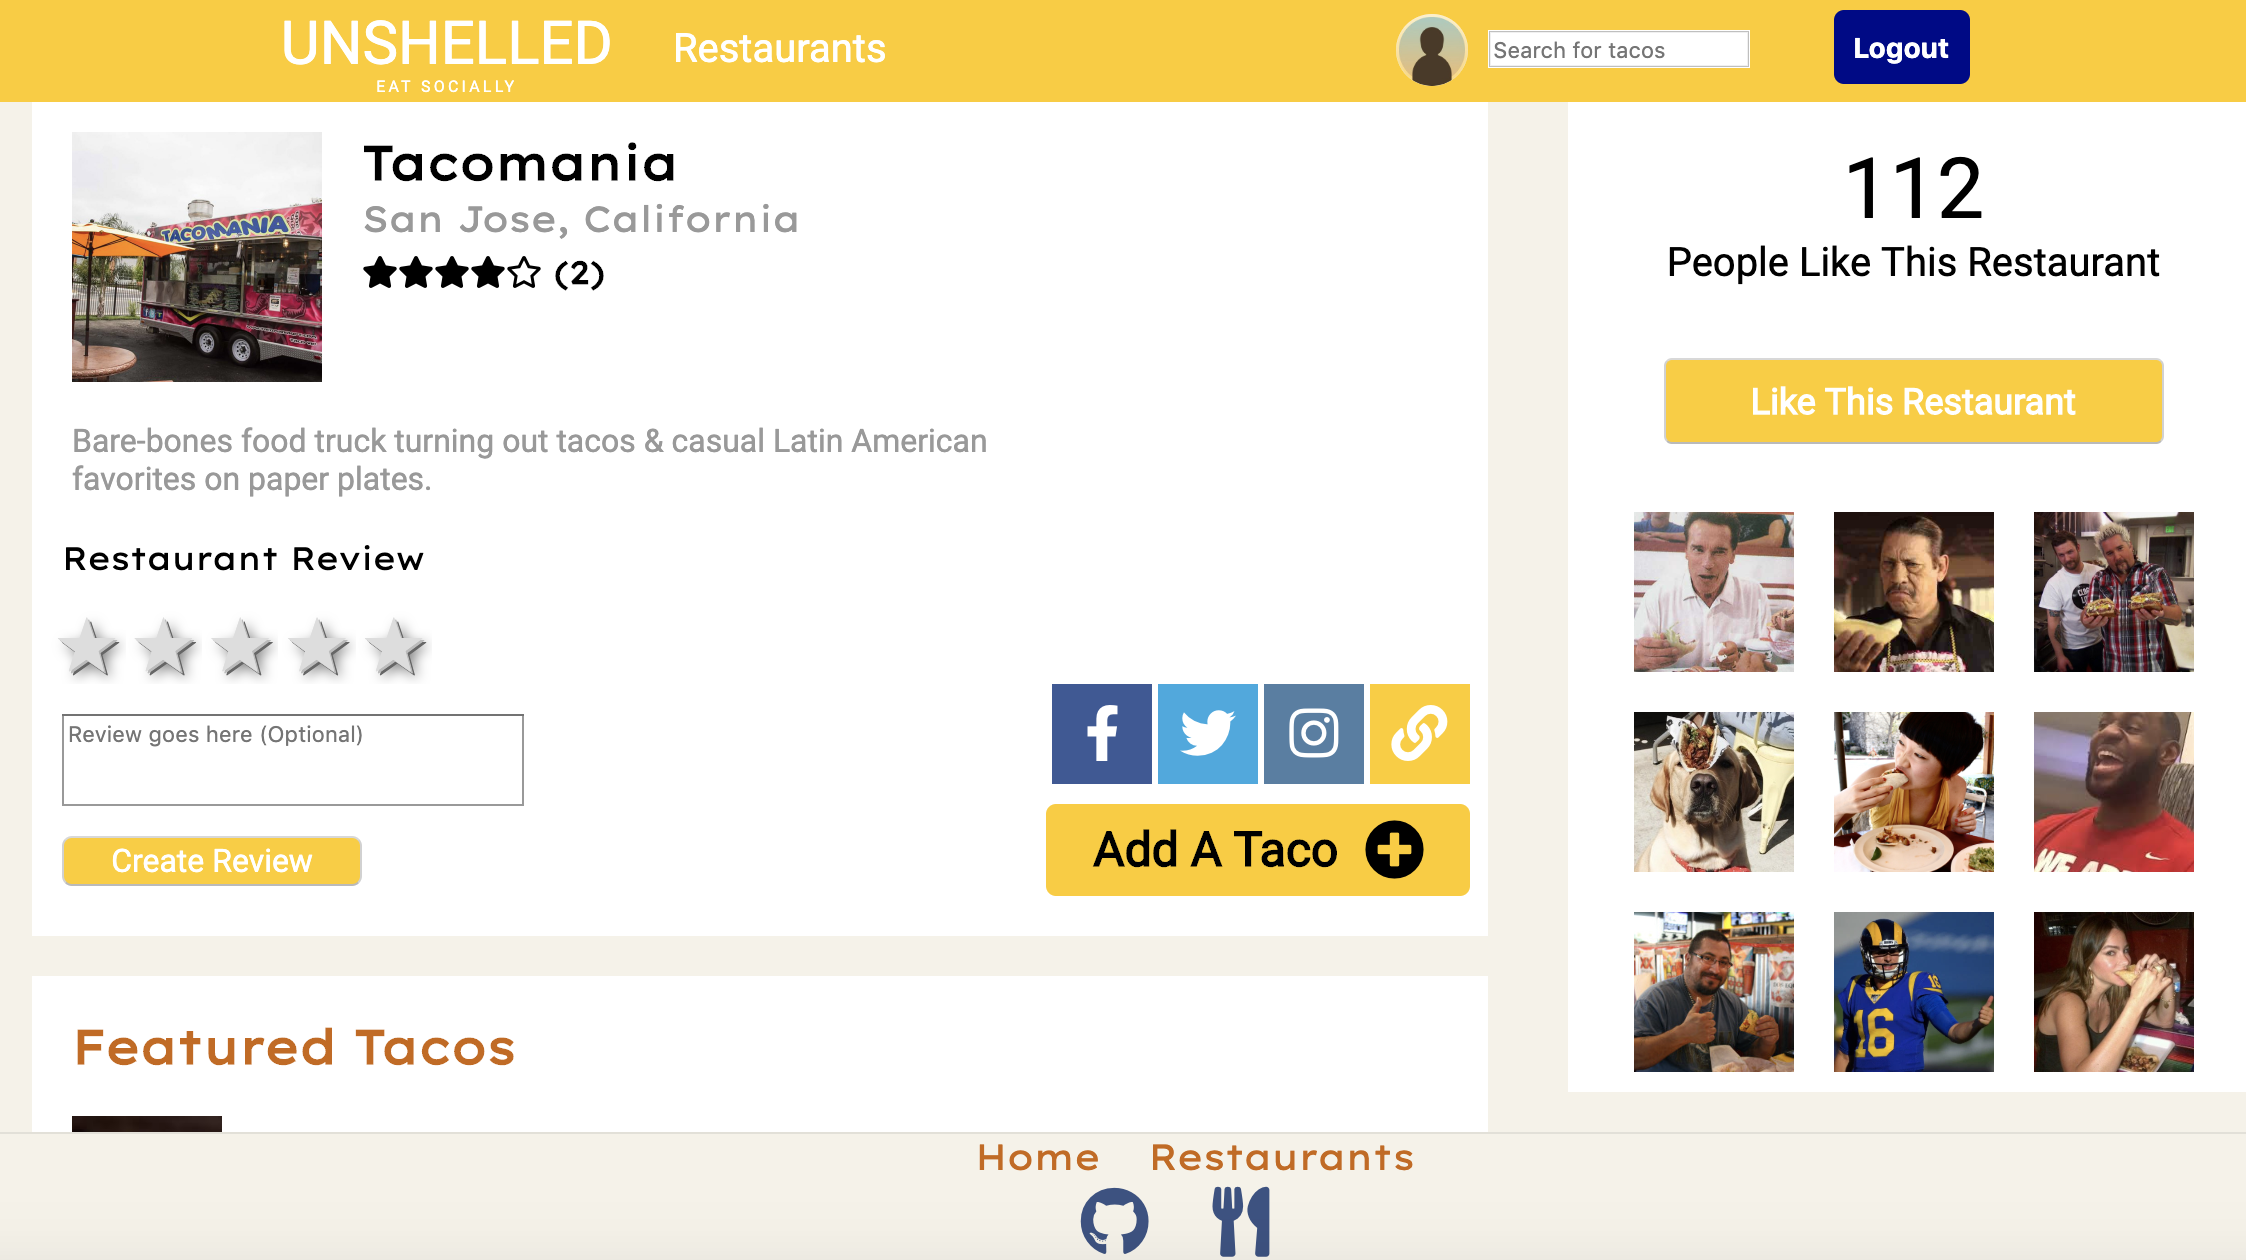 UNSHELLED
EAT SOCIALLY
Restaurants
Search for tacos
Logout
TACOMANIA
Tacomania
San Jose, California
(2)
Bare-bones food truck turning out tacos & casual Latin American
favorites on paper plates.
Restaurant Review
Review goes here (Optional)
Create Review
Add A Taco
112
People Like This Restaurant
Like This Restaurant
16
16
Featured Tacos
Home Restaurants